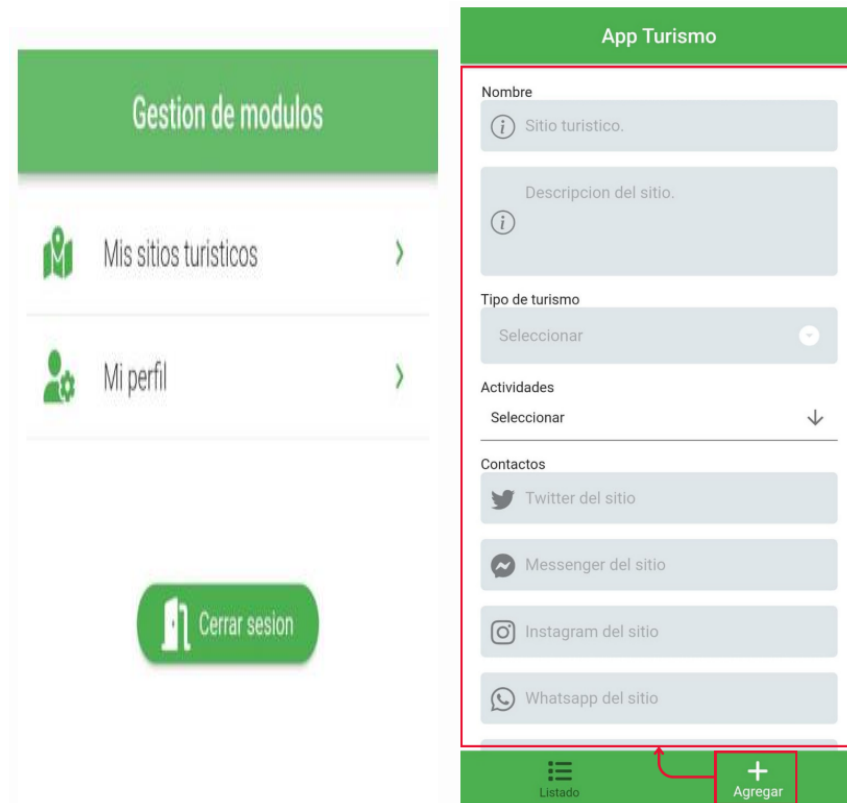 Gestion de modulos
Mis sitios turisticos
Mi perfil
Cerrar sesion
App Turismo
Nombre
Sitio turistico.
Descripcion del sitio.
Tipo de turismo
Seleccionar
Actividades
Seleccionar
Contactos
Twitter del sitio
Messenger del sitio
Instagram del sitio
Whatsapp del sitio
Listado
Agregar